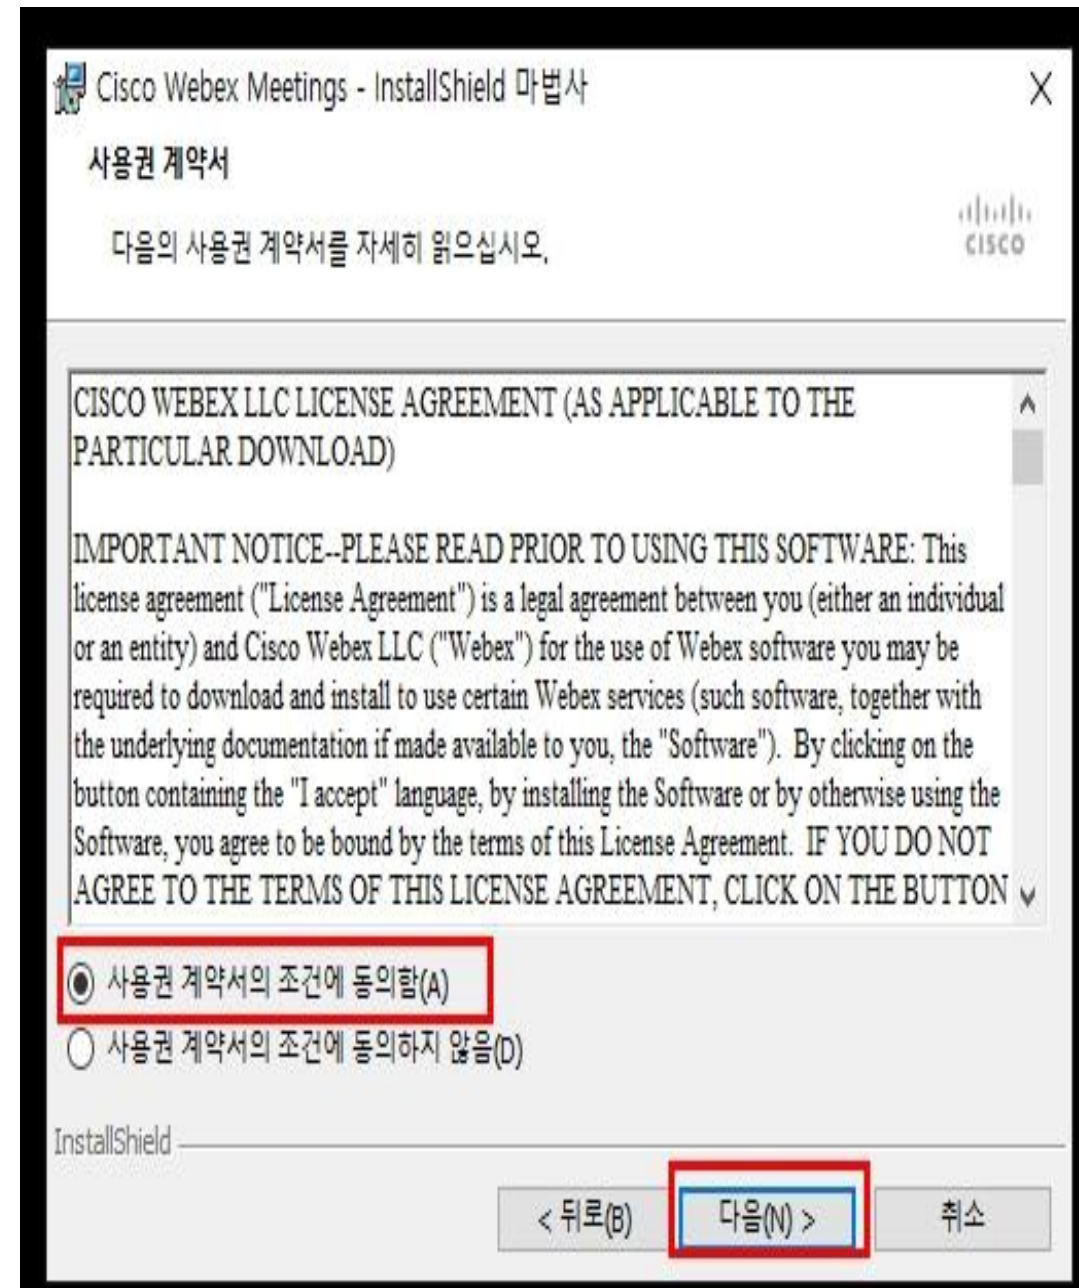 Cisco Webex Meetings - InstallShield 마법사
사용권 계약서
다음의 사용권 계약서를 자세히 읽으십시오.
CISCO
CISCO WEBEX LLC LICENSE AGREEMENT (AS APPLICABLE TO THE
PARTICULAR DOWNLOAD)
IMPORTANT NOTICE--PLEASE READ PRIOR TO USING THIS SOFTWARE: This
license agreement ("License Agreement") is a legal agreement between you (either an individual
or an entity) and Cisco Webex LLC ("Webex") for the use of Webex software you may be
required to download and install to use certain Webex services (such software, together with
the underlying documentation if made available to you, the "Software").  By clicking on the
button containing the "I accept" language, by installing the Software or by otherwise using the
Software, you agree to be bound by the terms of this License Agreement.  IF YOU DO NOT
AGREE TO THE TERMS OF THIS LICENSE AGREEMENT, CLICK ON THE BUTTON
사용권 계약서의 조건에 동의함(A)
사용권 계약서의 조건에 동의하지 않음(D)
InstallShield
< 뒤로(B) 다음(N) > 취소